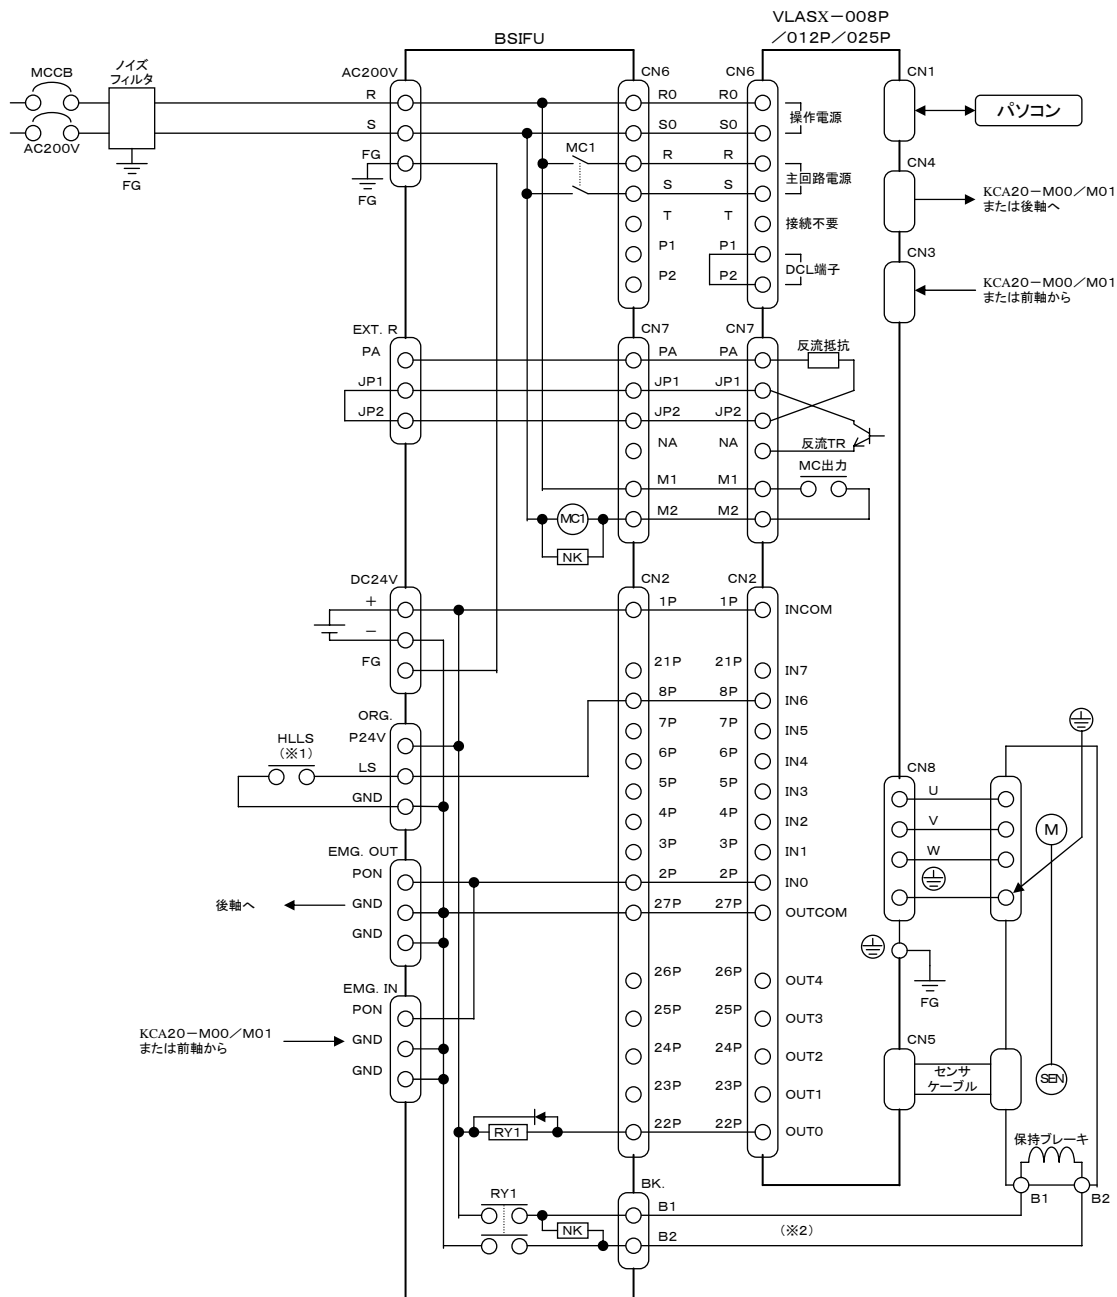 VLASX－008P
／012P／025P
BSIFU
MCCB
ノイズ
フィルタ
AC200V
FG
AC200V
R
S
FG
FG
MC1
CN6
R0
S0
R
S
T
P1
P2
CN6
R0
S0
R
S
T
P1
P2
操作電源
主回路電源
接続不要
DCL端子
CN1
パソコン
CN4
KCA20－M00／M01
または後軸へ
CN3
KCA20－M00／M01
または前軸から
EXT. R
PA
JP1
JP2
CN7
PA
JP1
JP2
NA
M1
M2
CN7
PA
JP1
JP2
NA
M1
M2
反流抵抗
反流TR
MC出力
MC1
NK
DC24V
＋
－
FG
CN2
1P
21P
8P
7P
6P
5P
4P
3P
2P
27P
26P
25P
24P
23P
22P
CN2
1P
21P
8P
7P
6P
5P
4P
3P
2P
27P
26P
25P
24P
23P
22P
INCOM
IN7
IN6
IN5
IN4
IN3
IN2
IN1
IN0
OUTCOM
OUT4
OUT3
OUT2
OUT1
OUT0
ORG.
P24V
LS
GND
HLLS
（※1）
EMG. OUT
PON
GND
GND
後軸へ
EMG. IN
PON
GND
GND
KCA20－M00／M01
または前軸から
RY1
RY1
NK
BK.
B1
B2
（※2）
CN8
U
V
W
M
FG
CN5
センサ
ケーブル
SEN
保持ブレーキ
B1
B2